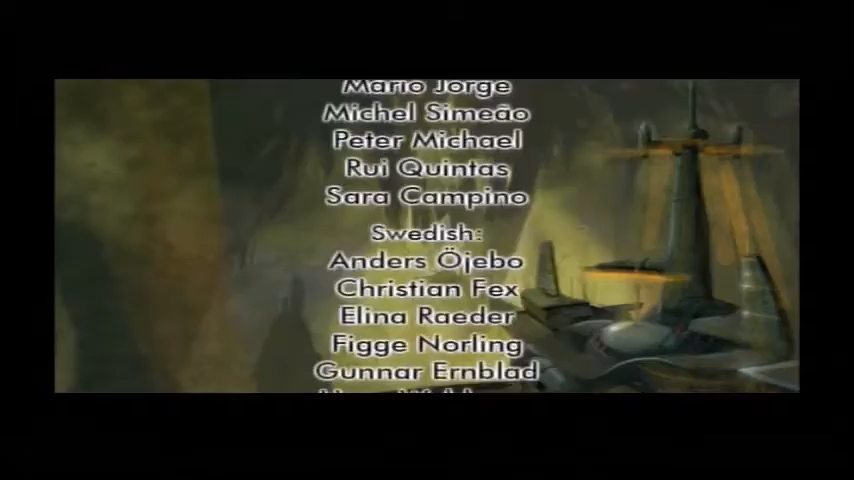 Mario Jorge
Michel Simeão
Peter Michael
Rui Quintas
Sara Campino
Swedish:
Anders Öjebo
Christian Fex
Elina Raeder
Figge Norling
Gunnar Ernblad